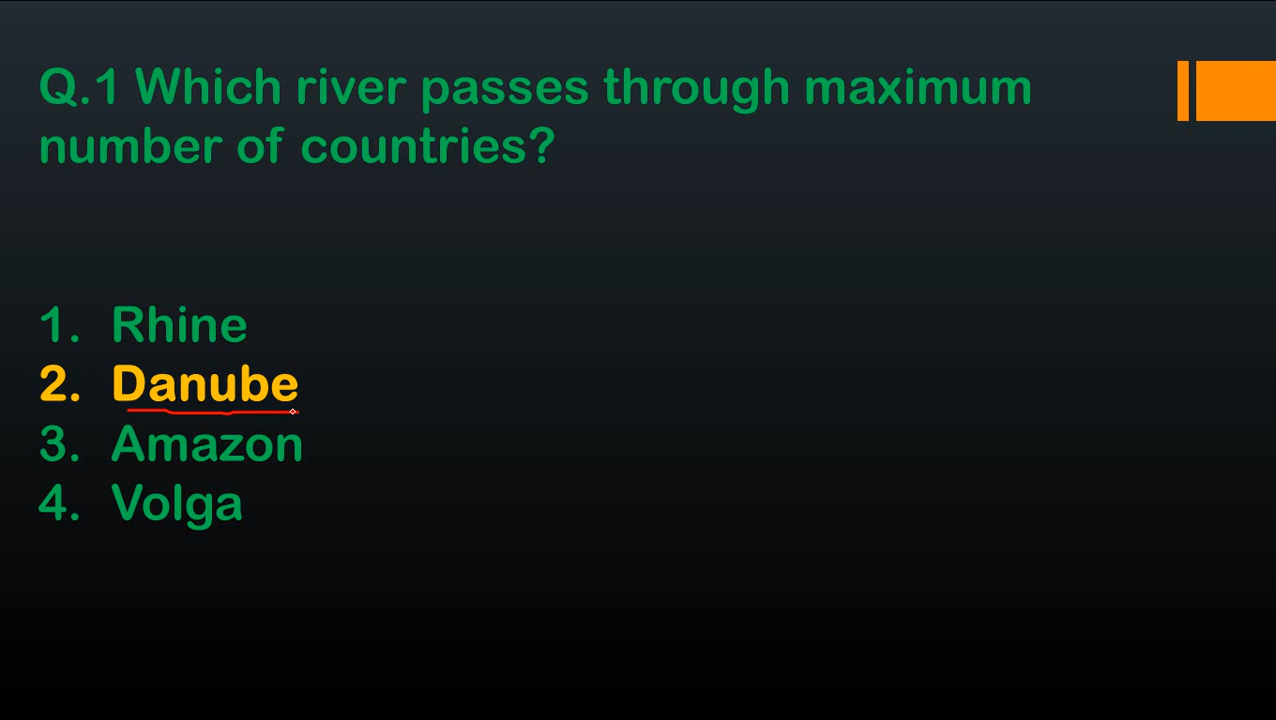 Q.1 Which river passes through maximum
number of countries?
1. Rhine
2. Danube
3. Amazon
4. Volga